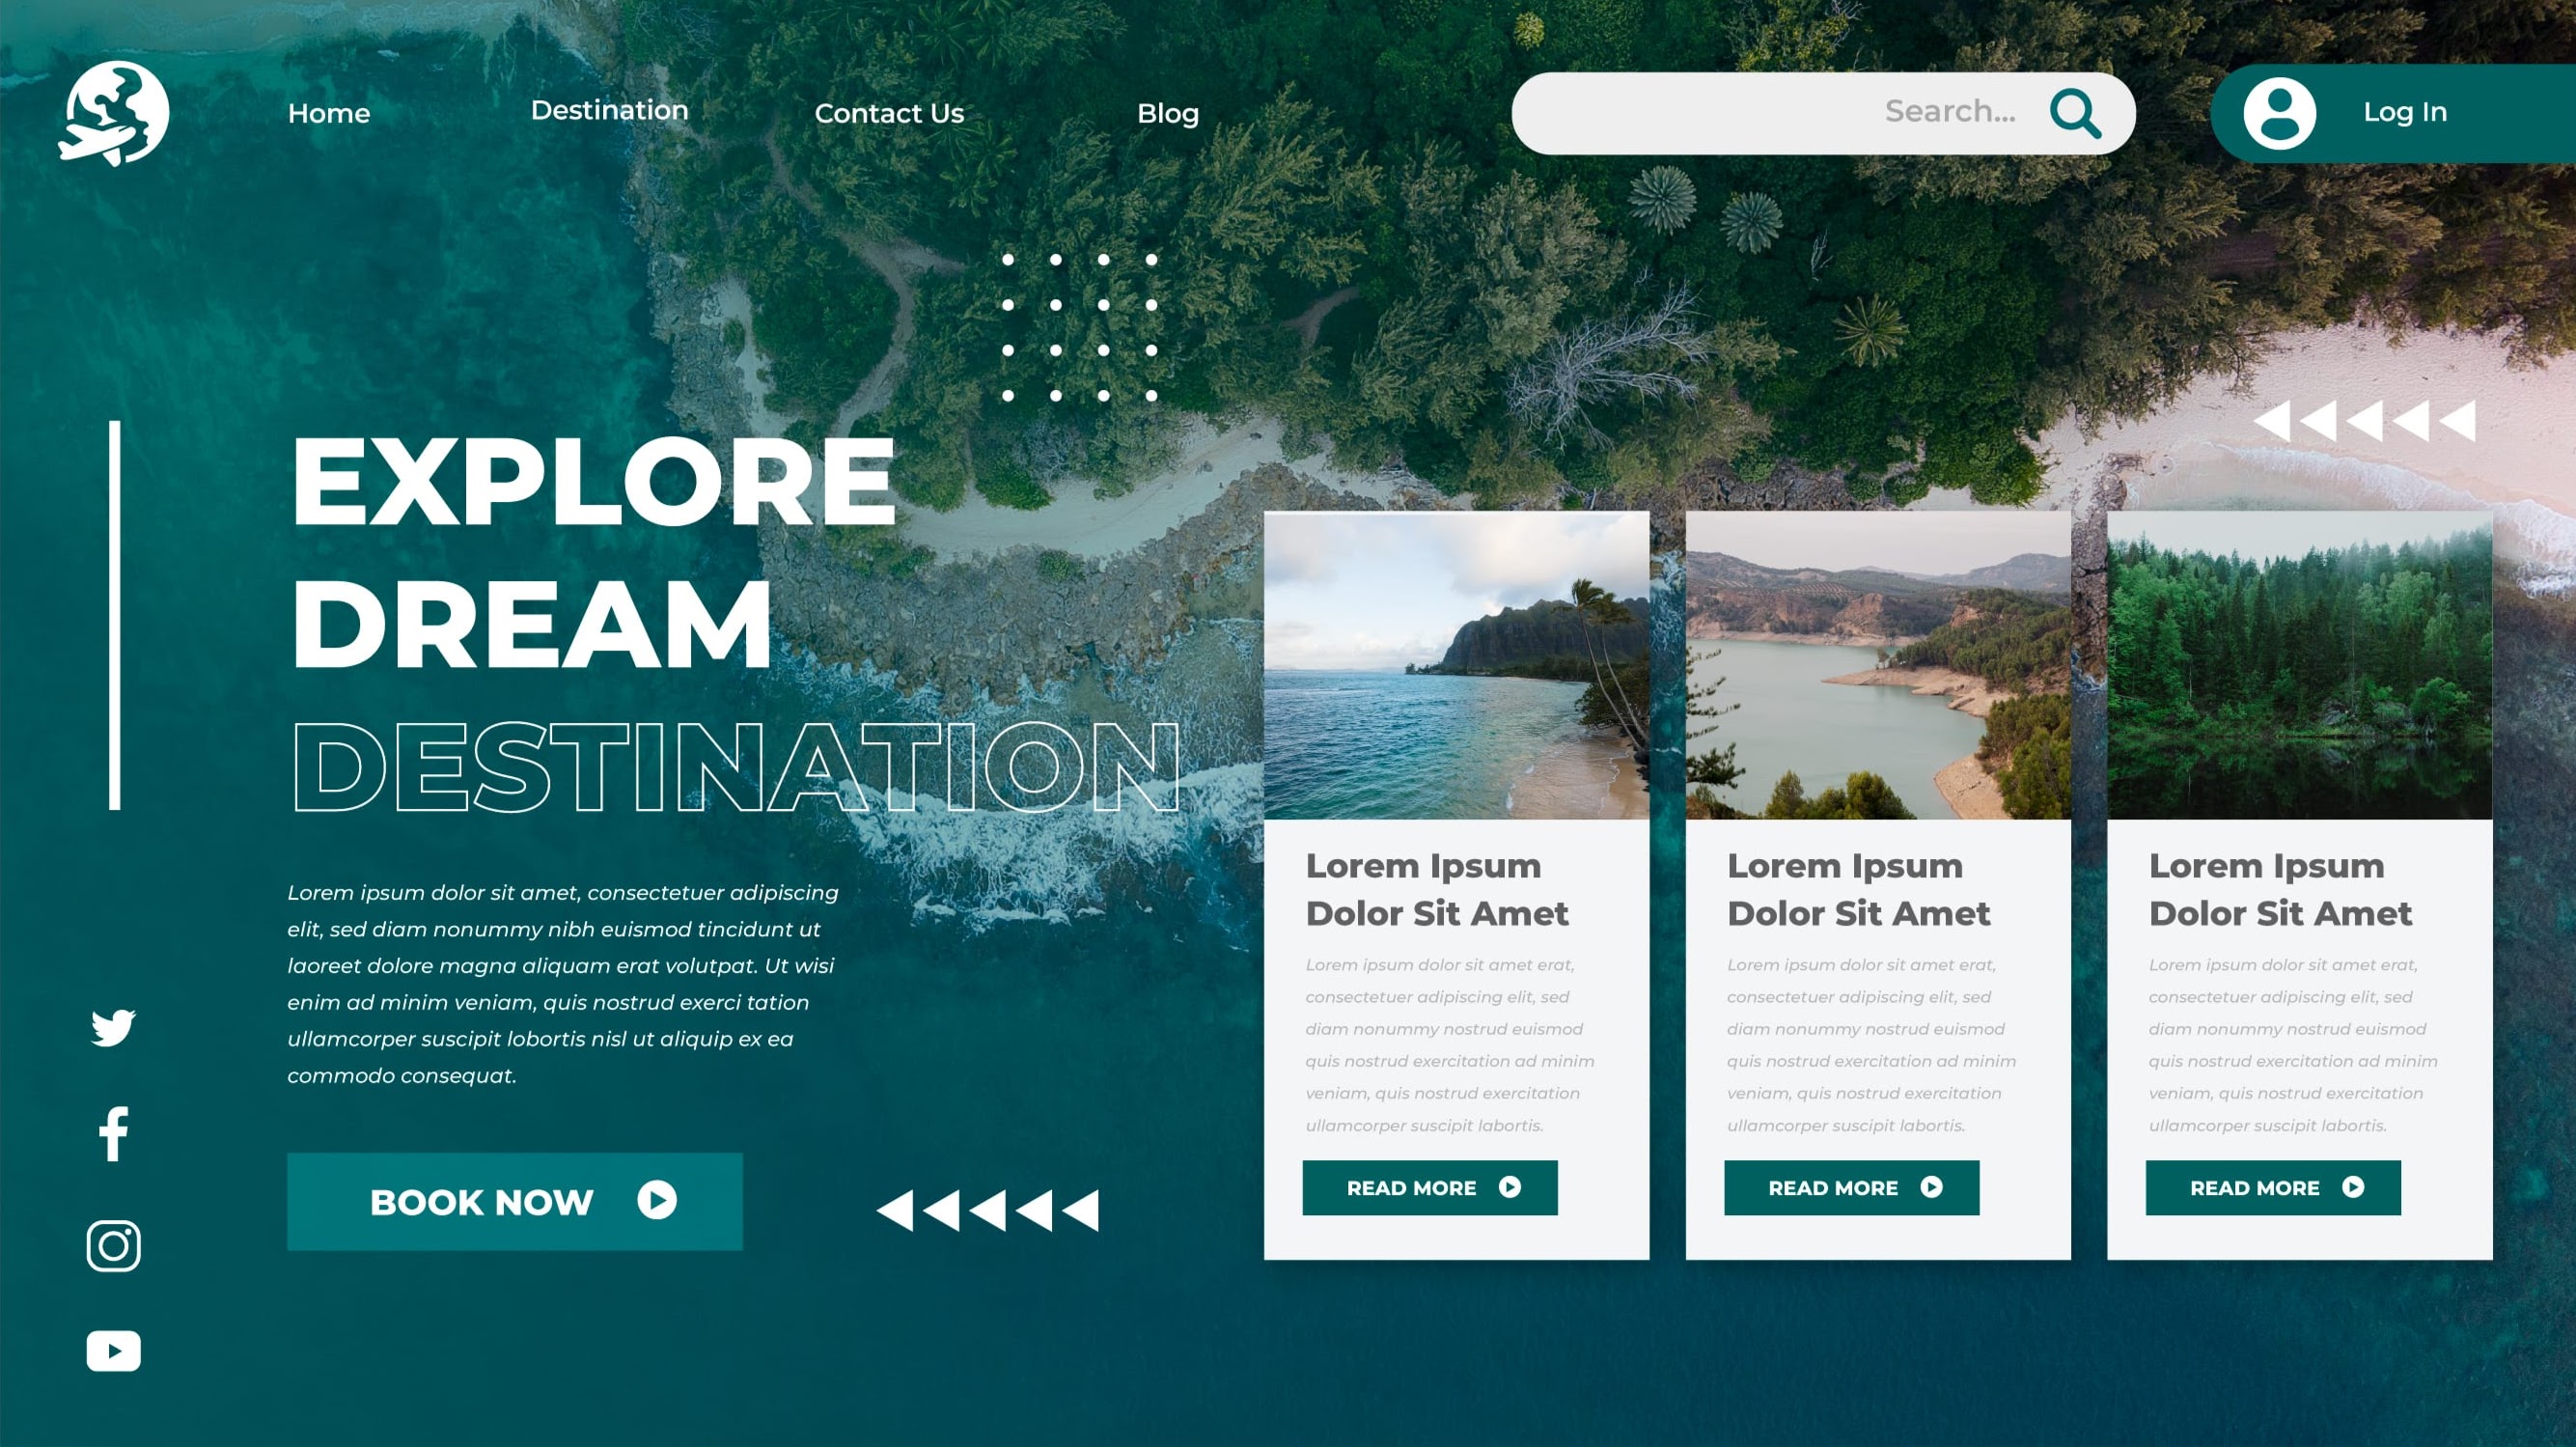 Home
Destination
Contact Us
Blog
Search...
Log In
EXPLORE
DREAM
DESTINATION
Lorem ipsum dolor sit amet, consectetuer adipiscing
elit, sed diam nonummy nibh euismod tincidunt ut
laoreet dolore magna aliquam erat volutpat. Ut wisi
enim ad minim veniam, quis nostrud exerci tation
ullamcorper suscipit lobortis nisl ut aliquip ex ea
commodo consequat.
BOOK NOW
Lorem Ipsum
Dolor Sit Amet
Lorem ipsum dolor sit amet erat,
consectetuer adipiscing elit, sed
diam nonummy nostrud euismod
quis nostrud exercitation ad minim
veniam, quis nostrud exercitation
ullamcorper suscipit labortis.
READ MORE
Lorem Ipsum
Dolor Sit Amet
Lorem ipsum dolor sit amet erat,
consectetuer adipiscing elit, sed
diam nonummy nostrud euismod
quis nostrud exercitation ad minim
veniam, quis nostrud exercitation
ullamcorper suscipit labortis.
READ MORE
Lorem Ipsum
Dolor Sit Amet
Lorem ipsum dolor sit amet erat,
consectetuer adipiscing elit, sed
diam nonummy nostrud euismod
quis nostrud exercitation ad minim
veniam, quis nostrud exercitation
ullamcorper suscipit labortis.
READ MORE